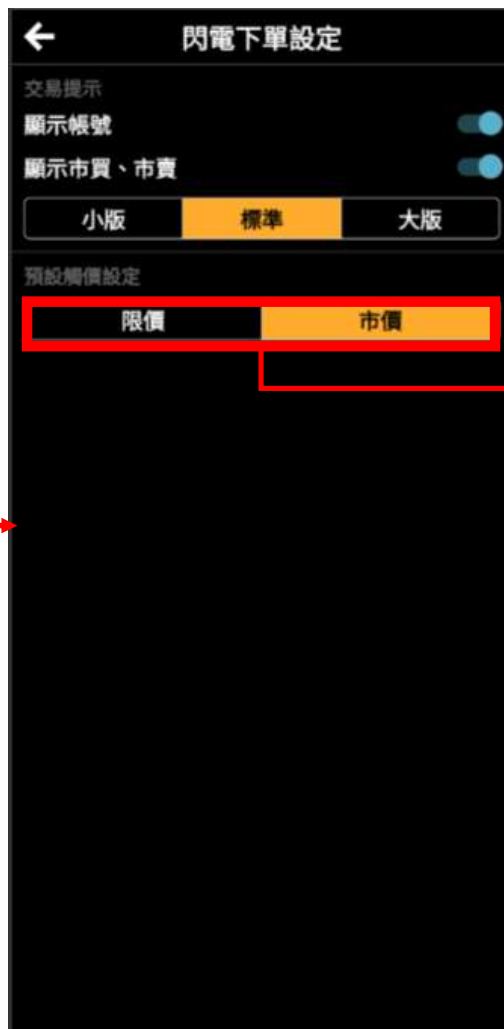 閃電下單設定
交易提示
顯示帳號
顯示市買、市賣
小版 標準 大版
預設觸價設定
限價 市價